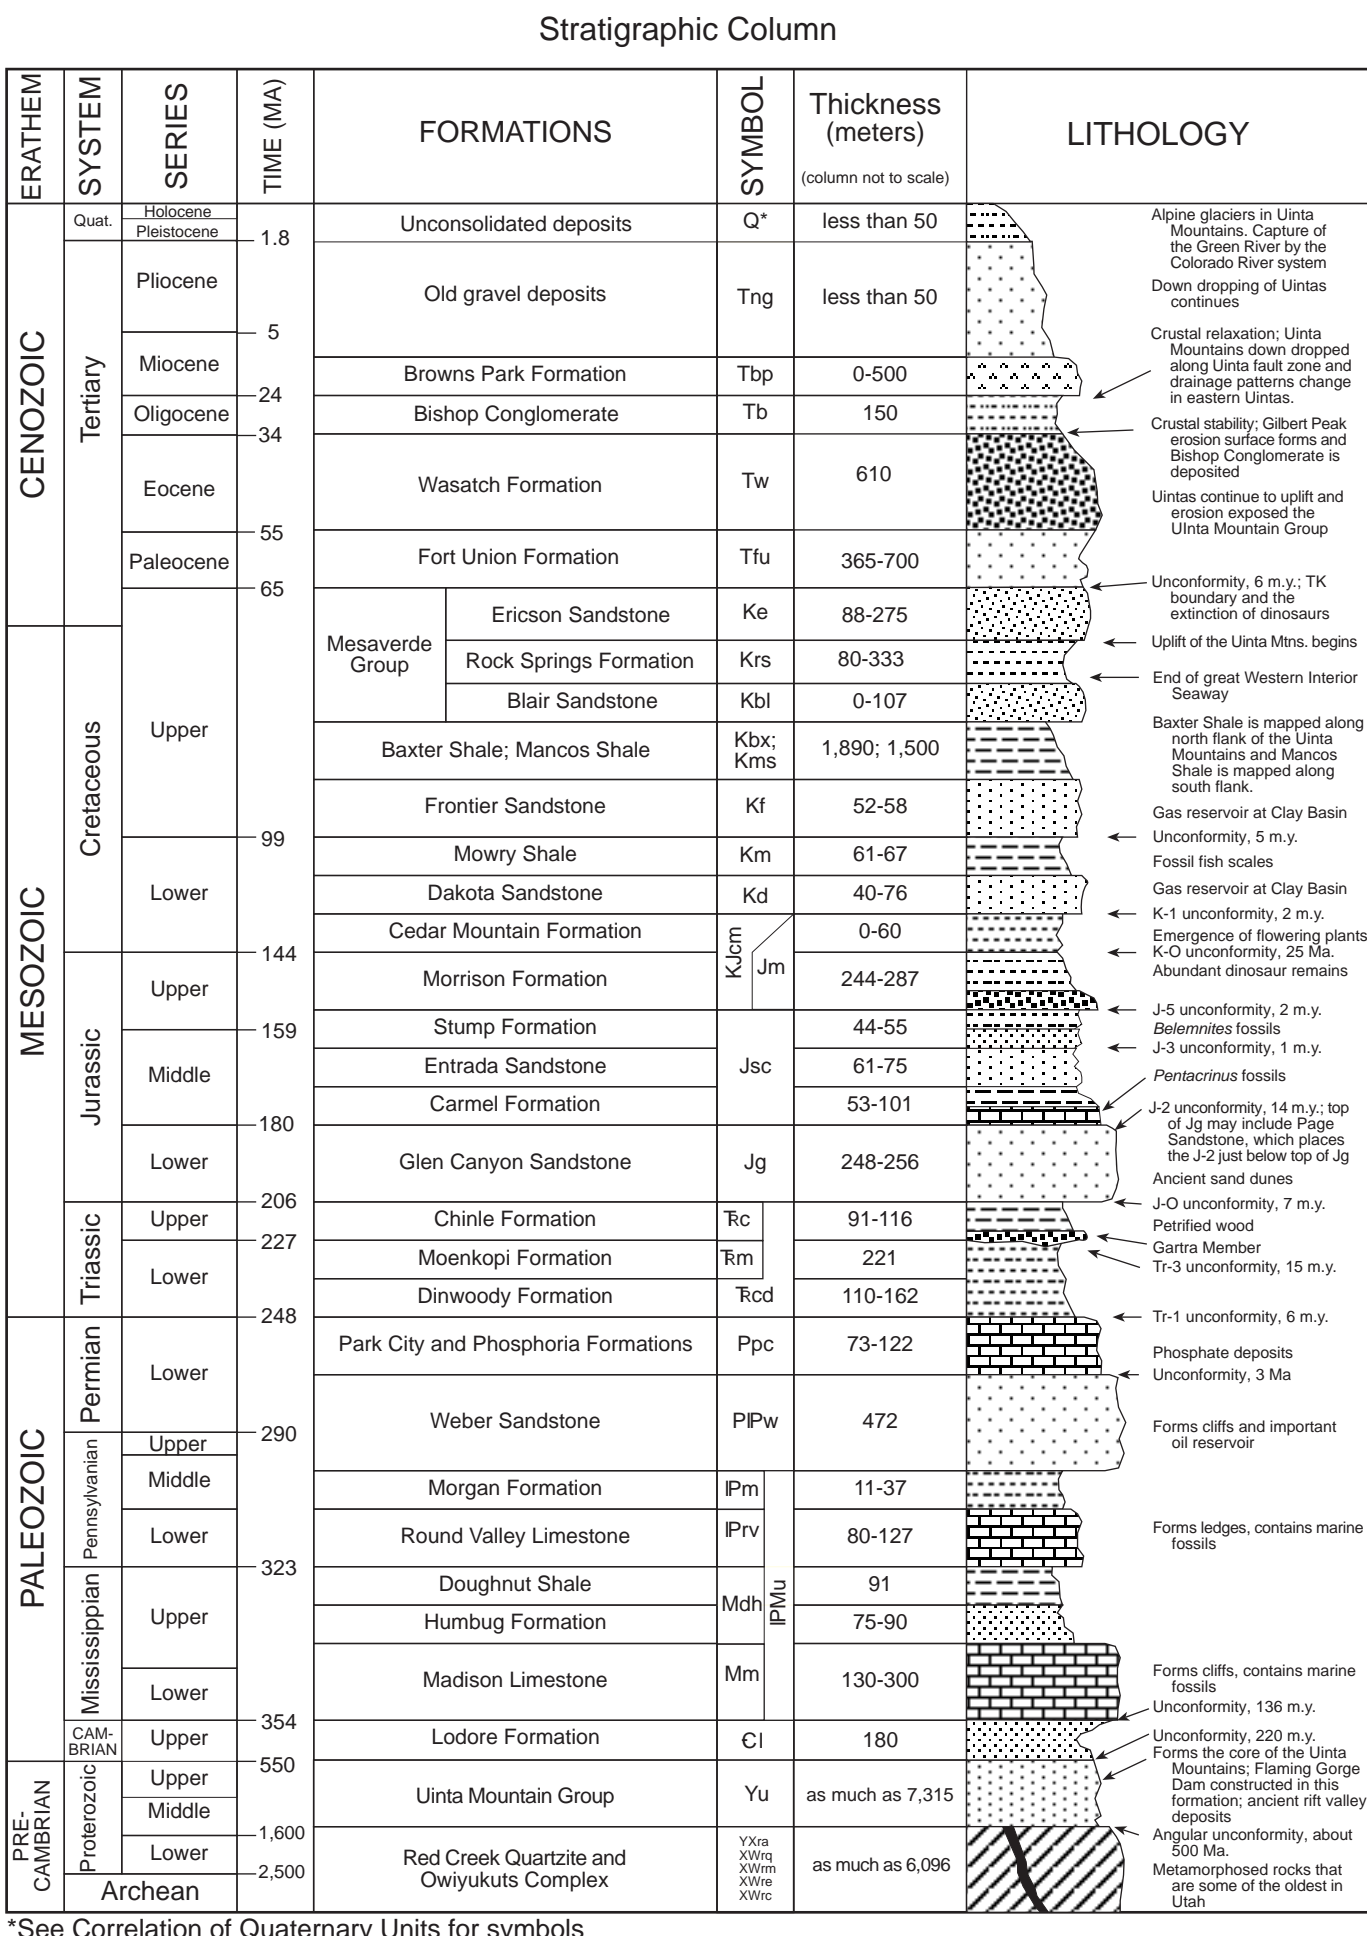 Stratigraphic Column
ERATHEM
SYSTEM
SERIES
TIME (MA)
FORMATIONS
SYMBOL
Thickness
(meters)
(column not to scale)
LITHOLOGY
CENOZOIC
MESOZOIC
PALEOZOIC
PRE-
CAMBRIAN
Quat.
Tertiary
Cretaceous
Jurassic
Triassic
Permian
Pennsylvanian
Mississippian
CAM-
BRIAN
Proterozoic
Archean
Holocene
Pleistocene
Pliocene
Miocene
Oligocene
Eocene
Paleocene
Upper
Lower
Upper
Middle
Lower
Upper
Lower
Lower
Upper
Middle
Lower
Upper
Lower
Upper
Upper
Middle
Lower
1.8
5
24
34
55
65
99
144
159
180
206
227
248
290
323
354
550
1,600
2,500
Unconsolidated deposits Q* less than 50
Old gravel deposits Tng less than 50
Browns Park Formation Tbp 0-500
Bishop Conglomerate Tb 150
Wasatch Formation Tw 610
Fort Union Formation Tfu 365-700
Mesaverde
Group
Ericson Sandstone Ke 88-275
Rock Springs Formation Krs 80-333
Blair Sandstone Kbl 0-107
Baxter Shale; Mancos Shale Kbx; 1,890; 1,500
Kms
Frontier Sandstone Kf 52-58
Mowry Shale Km 61-67
Dakota Sandstone Kd 40-76
Cedar Mountain Formation KJcm 0-60
Morrison Formation Jm 244-287
Stump Formation 44-55
Entrada Sandstone Jsc 61-75
Carmel Formation 53-101
Glen Canyon Sandstone Jg 248-256
Chinle Formation TRc 91-116
Moenkopi Formation TRm 221
Dinwoody Formation TRcd 110-162
Park City and Phosphoria Formations Ppc 73-122
Weber Sandstone PIPw 472
Morgan Formation IPm 11-37
Round Valley Limestone IPrv 80-127
Doughnut Shale 91
Mdh IPMu
Humbug Formation 75-90
Madison Limestone Mm 130-300
Lodore Formation Єl 180
Uinta Mountain Group Yu as much as 7,315
Red Creek Quartzite and
Owiyukuts Complex
YXra
XWrq
XWrm
XWre
XWrc
as much as 6,096
Alpine glaciers in Uinta
Mountains. Capture of
the Green River by the
Colorado River system
Down dropping of Uintas
continues
Crustal relaxation; Uinta
Mountains down dropped
along Uinta fault zone and
drainage patterns change
in eastern Uintas.
Crustal stability; Gilbert Peak
erosion surface forms and
Bishop Conglomerate is
deposited
Uintas continue to uplift and
erosion exposed the
UInta Mountain Group
Unconformity, 6 m.y.; TK
boundary and the
extinction of dinosaurs
Uplift of the Uinta Mtns. begins
End of great Western Interior
Seaway
Baxter Shale is mapped along
north flank of the Uinta
Mountains and Mancos
Shale is mapped along
south flank.
Gas reservoir at Clay Basin
Unconformity, 5 m.y.
Fossil fish scales
Gas reservoir at Clay Basin
K-1 unconformity, 2 m.y.
Emergence of flowering plants
K-O unconformity, 25 Ma.
Abundant dinosaur remains
J-5 unconformity, 2 m.y.
Belemnites fossils
J-3 unconformity, 1 m.y.
Pentacrinus fossils
J-2 unconformity, 14 m.y.; top
of Jg may include Page
Sandstone, which places
the J-2 just below top of Jg
Ancient sand dunes
J-O unconformity, 7 m.y.
Petrified wood
Gartra Member
Tr-3 unconformity, 15 m.y.
Tr-1 unconformity, 6 m.y.
Phosphate deposits
Unconformity, 3 Ma
Forms cliffs and important
oil reservoir
Forms ledges, contains marine
fossils
Forms cliffs, contains marine
fossils
Unconformity, 136 m.y.
Unconformity, 220 m.y.
Forms the core of the Uinta
Mountains; Flaming Gorge
Dam constructed in this
formation; ancient rift valley
deposits
Angular unconformity, about
500 Ma.
Metamorphosed rocks that
are some of the oldest in
Utah
*See Correlation of Quaternary Units for symbols